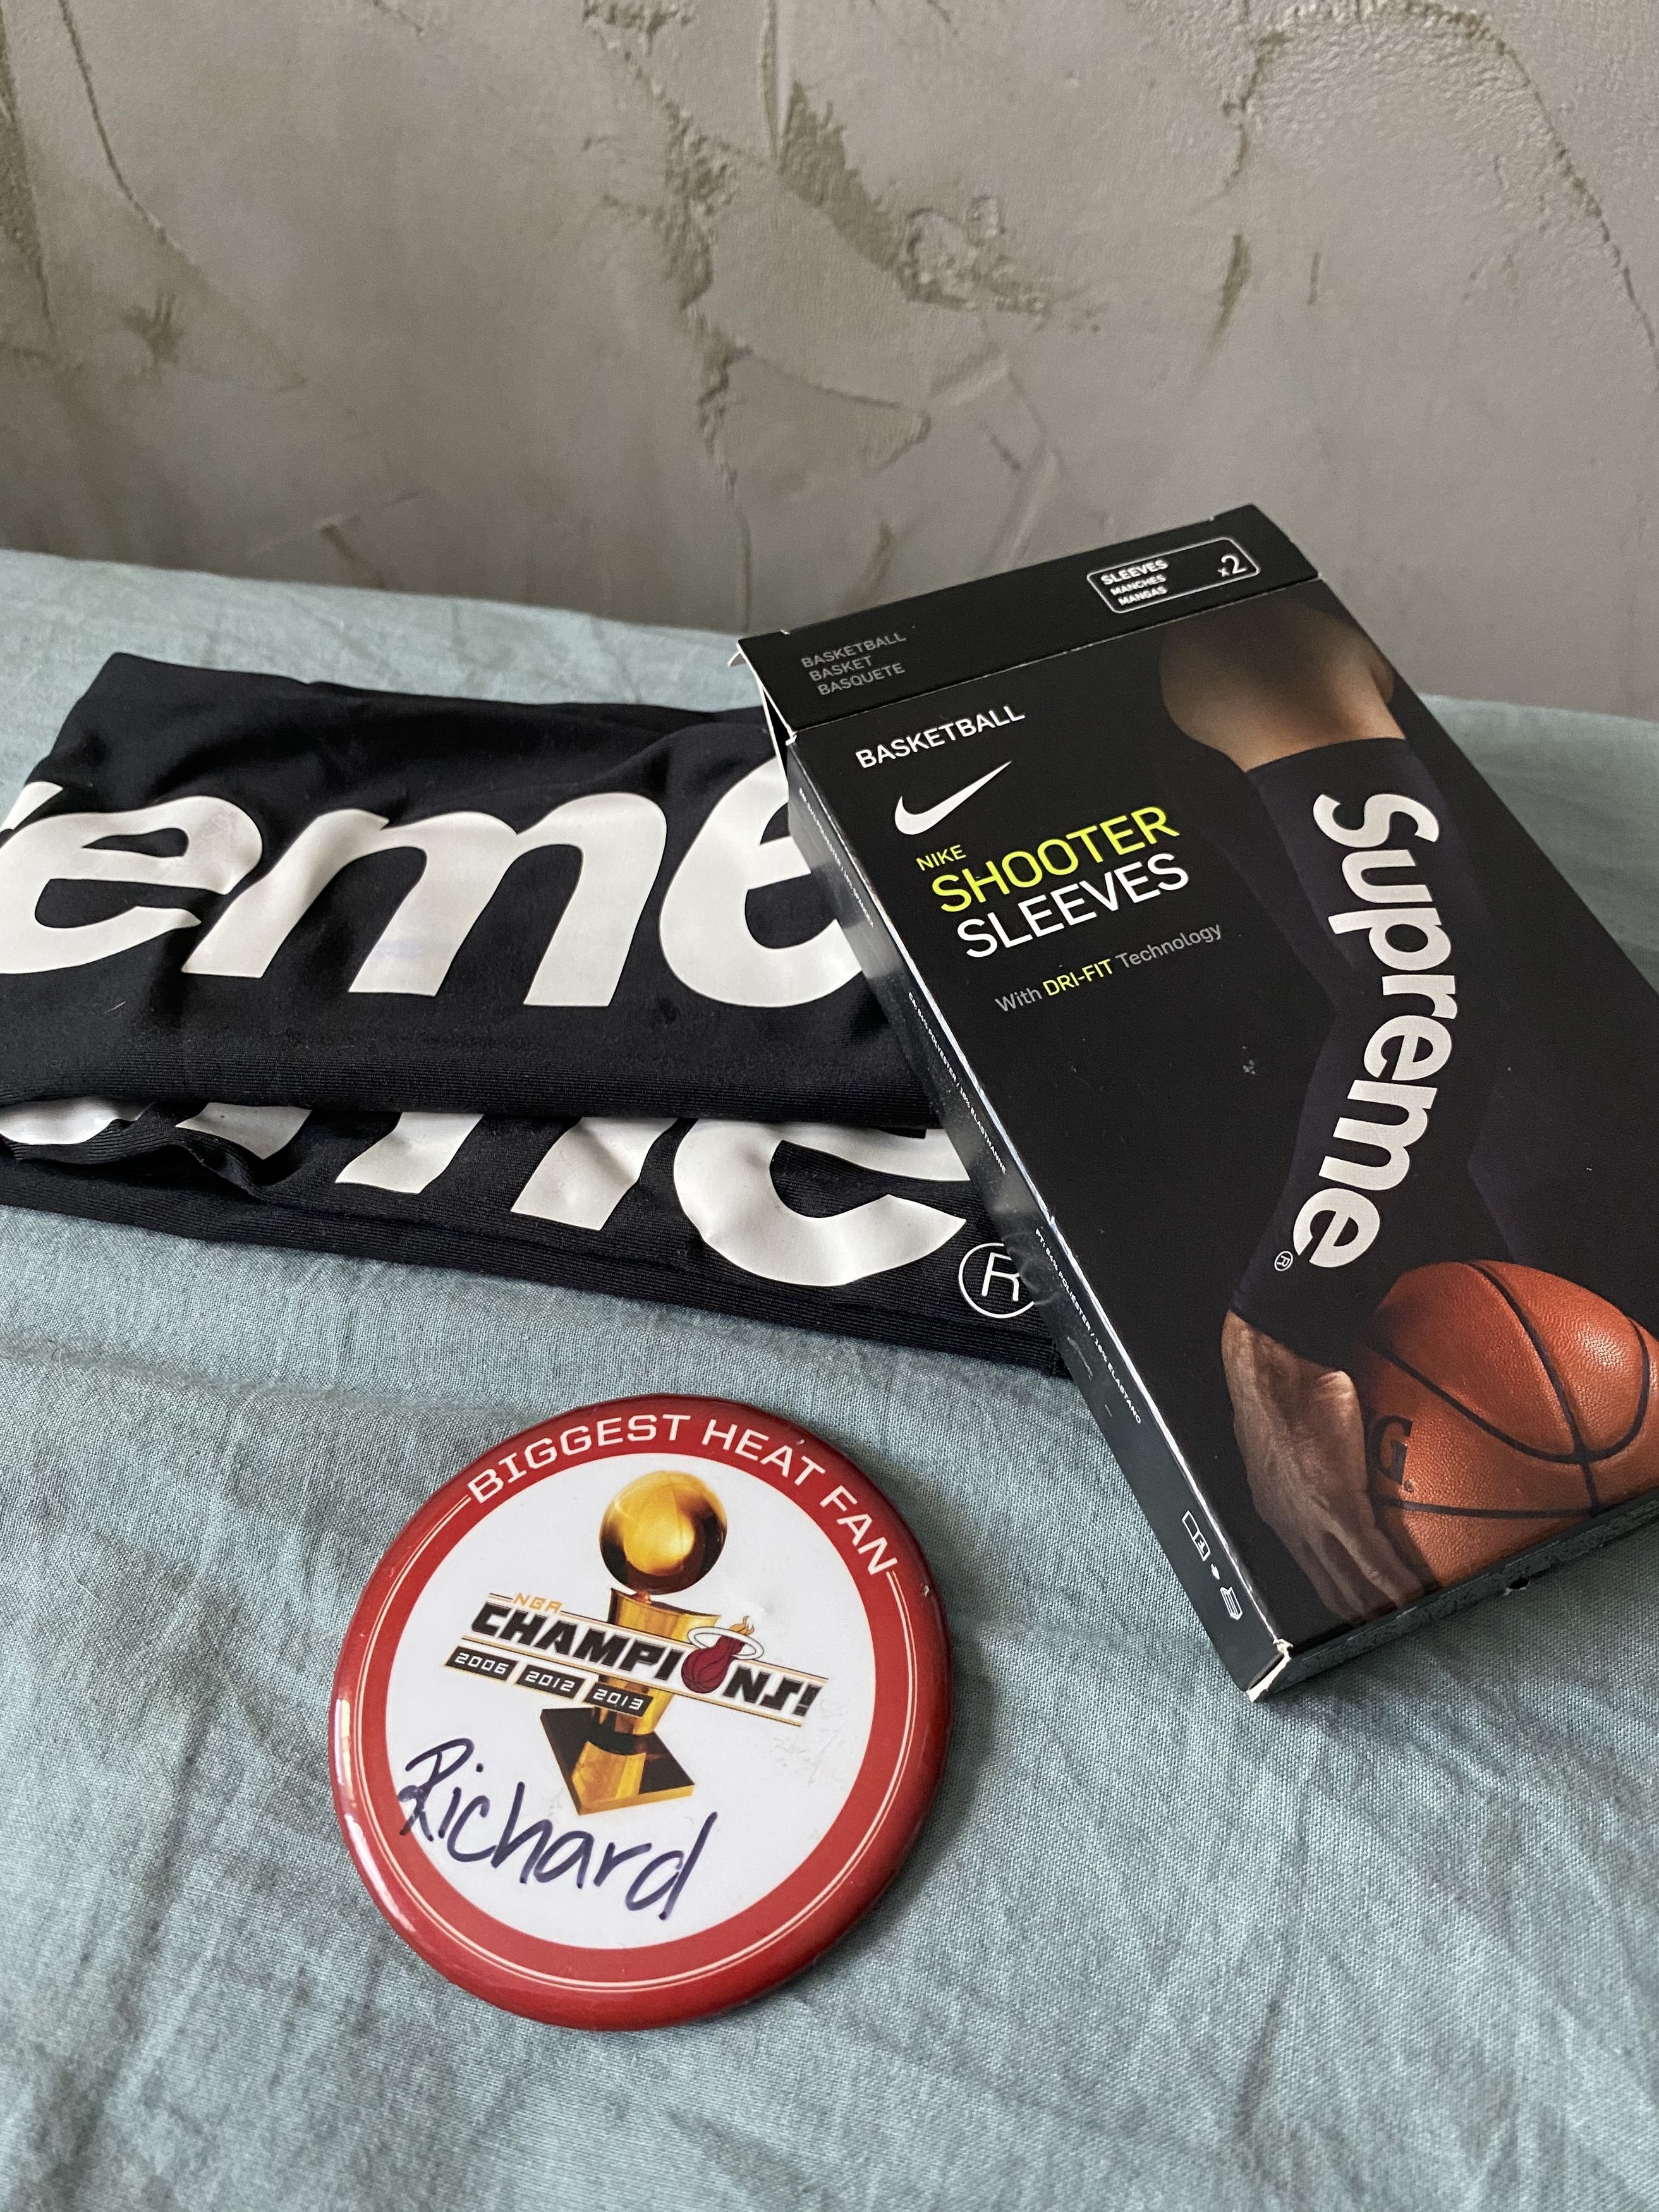 SLEEVES
MANCHES
MANGAS
x2
BASKETBALL
BASKET
BASQUETE
BASKETBALL
NIKE
SHOOTER
SLEEVES
With DRI-FIT Technology
Supreme
®
eme
me
®
G.
BIGGEST HEAT FAN
NBA
CHAMPIONS!
2006 2012 2013
Richard